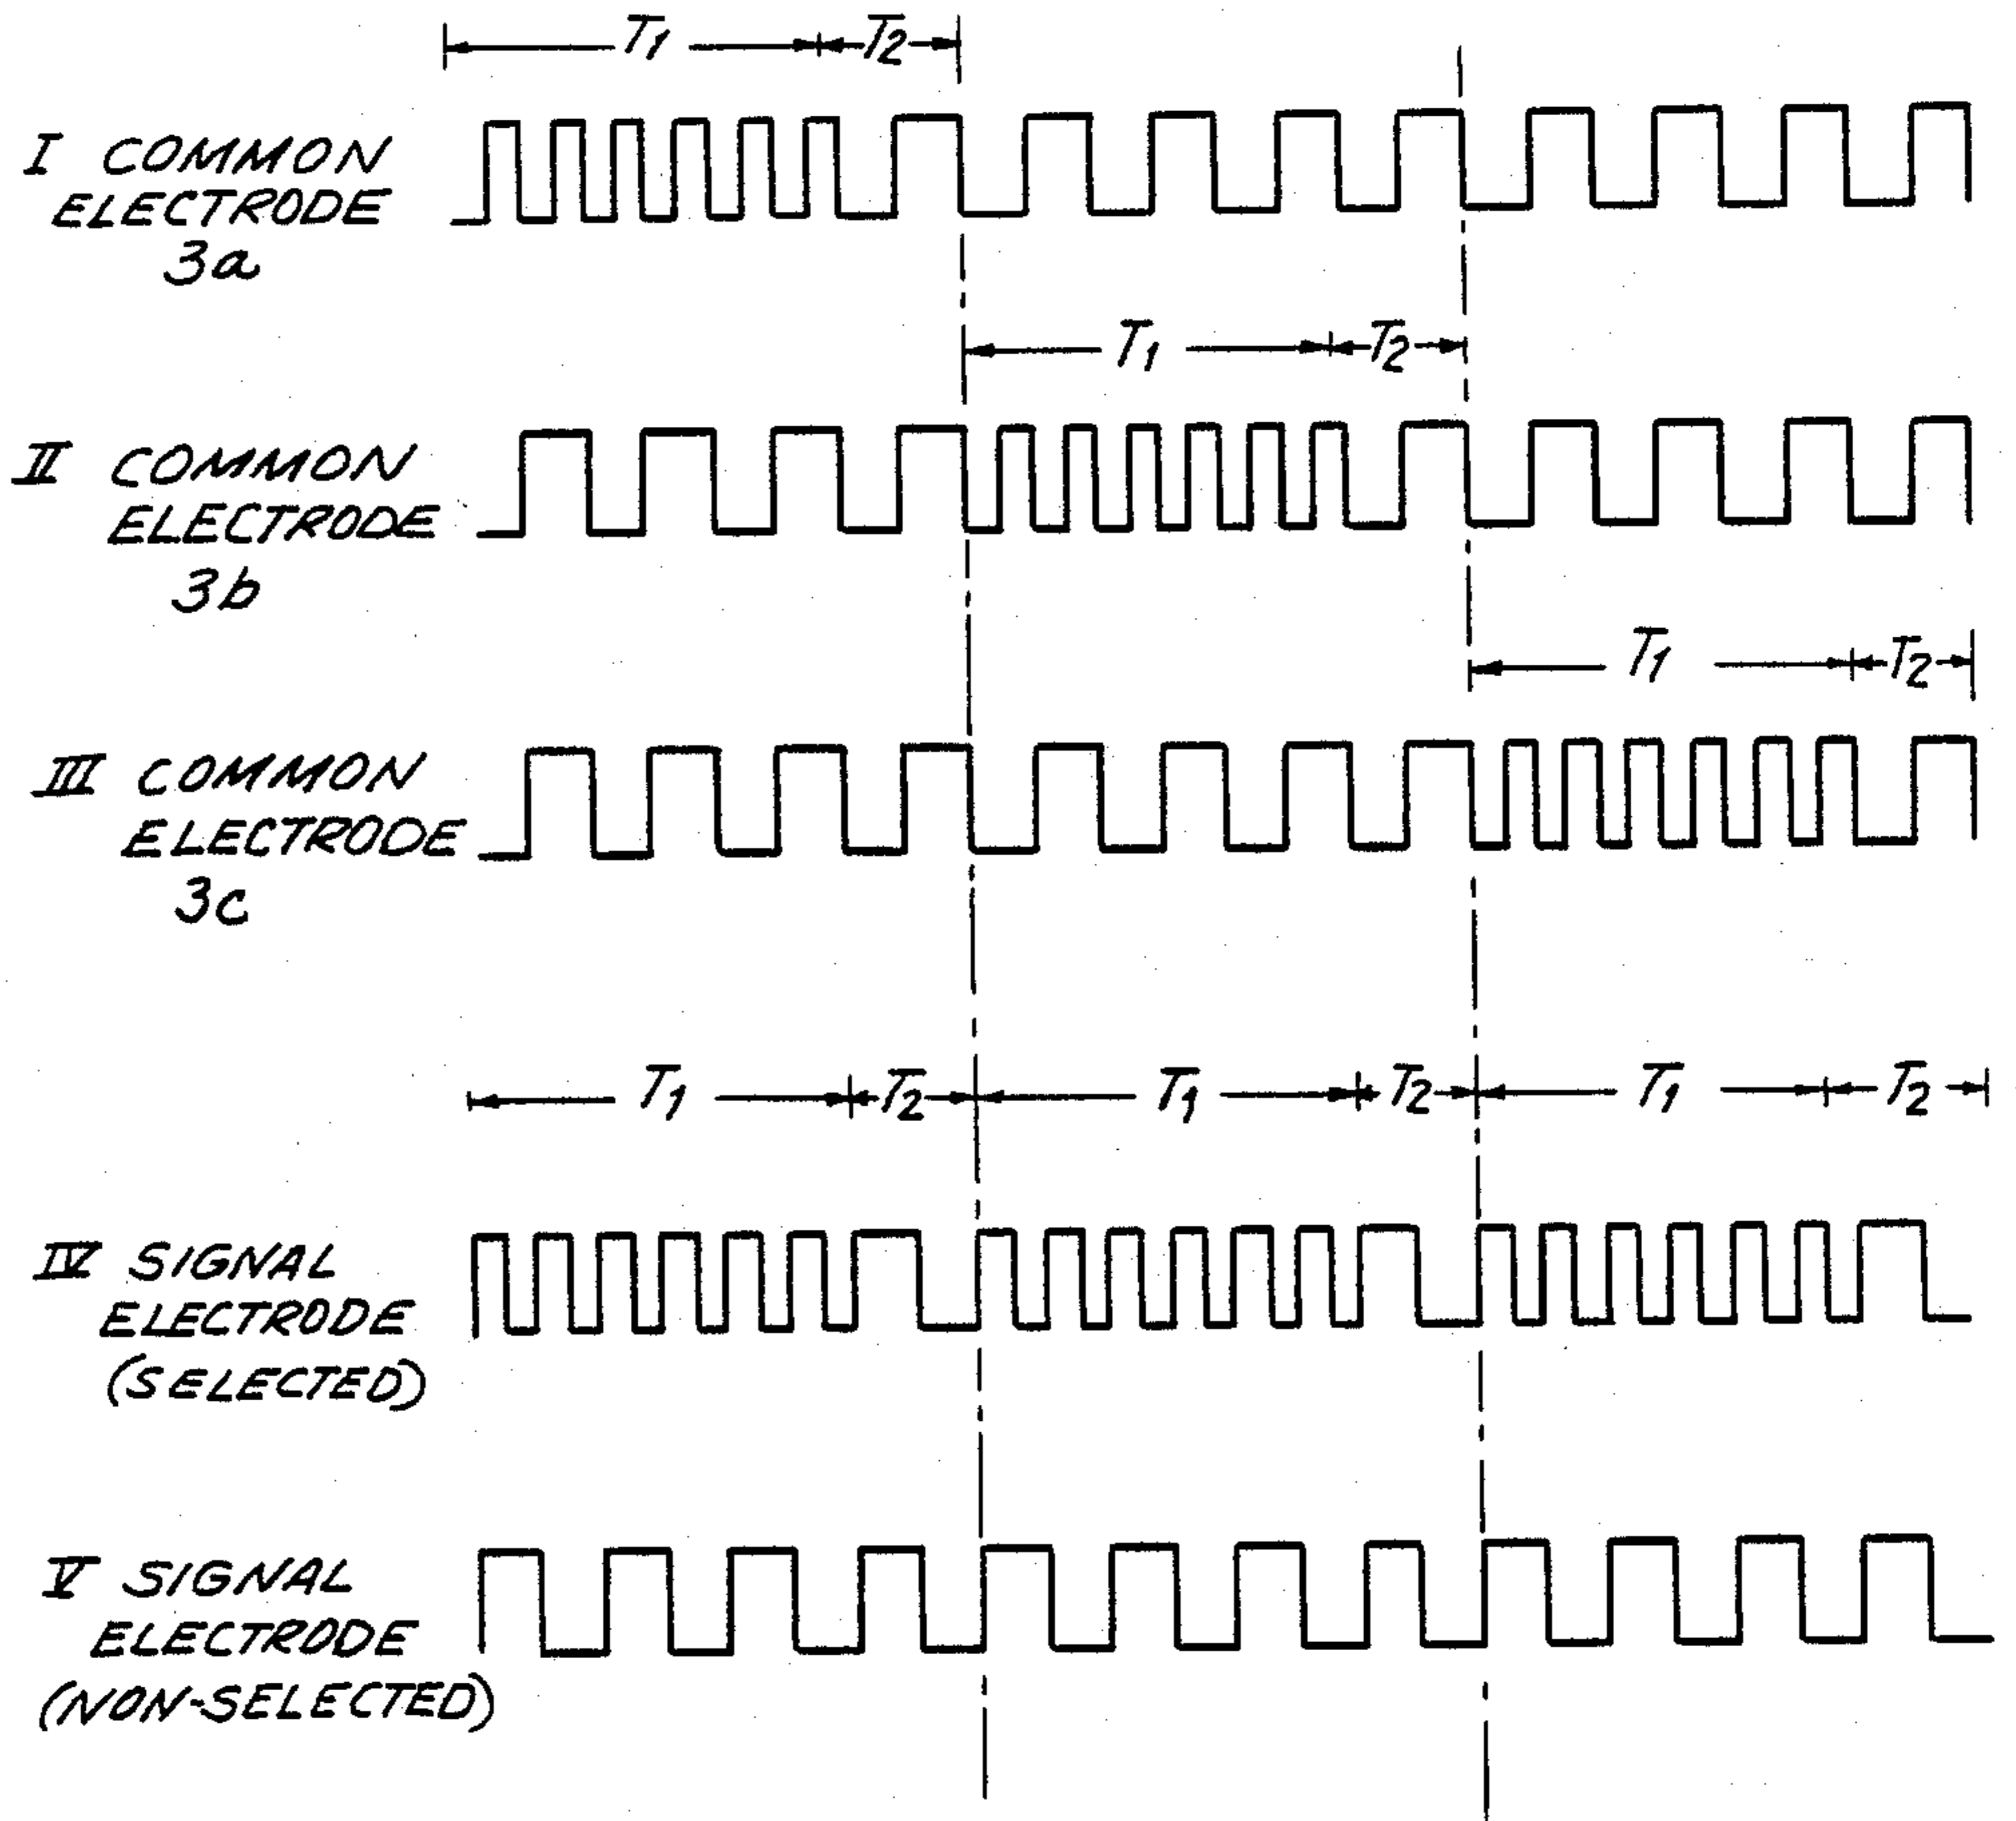 T1 T2
I COMMON
ELECTRODE
3a
T1 T2
II COMMON
ELECTRODE
3b
T1 T2
III COMMON
ELECTRODE
3c
T1 T2 T1 T2 T1 T2
IV SIGNAL
ELECTRODE
(SELECTED)
V SIGNAL
ELECTRODE
(NON-SELECTED)